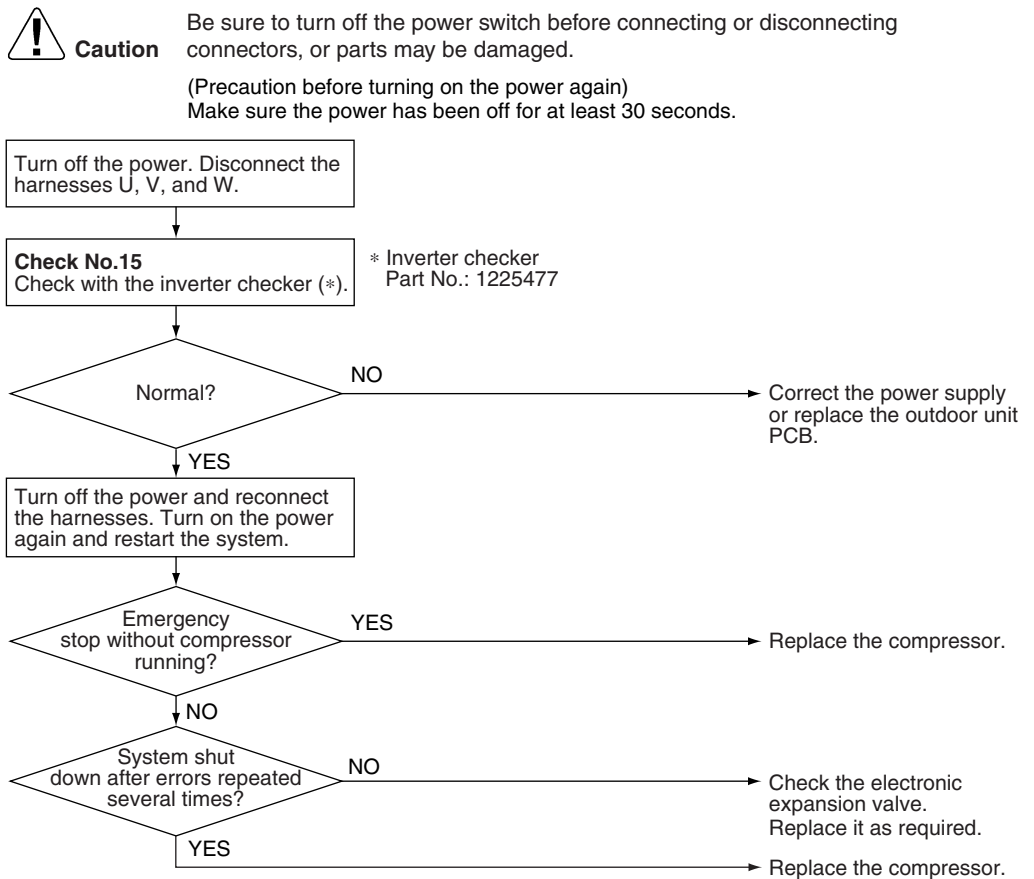 Caution
Be sure to turn off the power switch before connecting or disconnecting
connectors, or parts may be damaged.
(Precaution before turning on the power again)
Make sure the power has been off for at least 30 seconds.
Turn off the power. Disconnect the
harnesses U, V, and W.
Check No.15
Check with the inverter checker (*).
* Inverter checker
Part No.: 1225477
Normal?
NO
Correct the power supply
or replace the outdoor unit
PCB.
YES
Turn off the power and reconnect
the harnesses. Turn on the power
again and restart the system.
Emergency
stop without compressor
running?
YES
Replace the compressor.
NO
System shut
down after errors repeated
several times?
NO
Check the electronic
expansion valve.
Replace it as required.
YES
Replace the compressor.